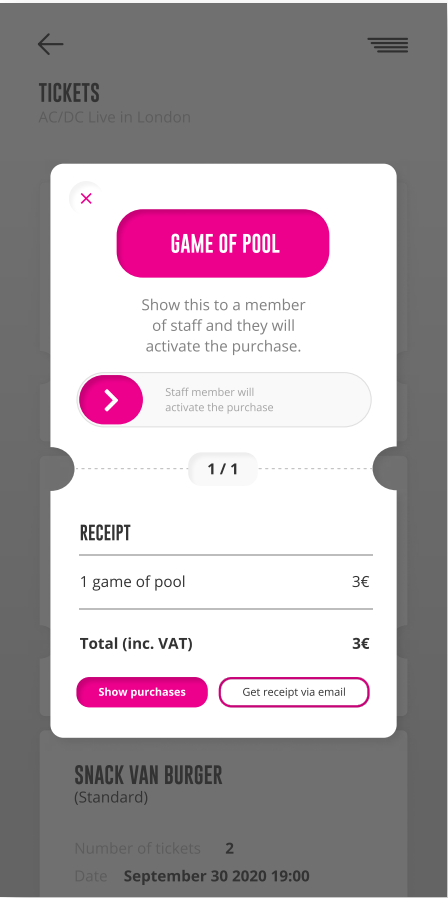 TICKETS
AC/DC Live in London
GAME OF POOL
Show this to a member
of staff and they will
activate the purchase.
Staff member will
activate the purchase
1 / 1
RECEIPT
1 game of pool 3€
Total (inc. VAT) 3€
Show purchases Get receipt via email
SNACK VAN BURGER
(Standard)
Number of tickets 2
Date September 30 2020 19:00